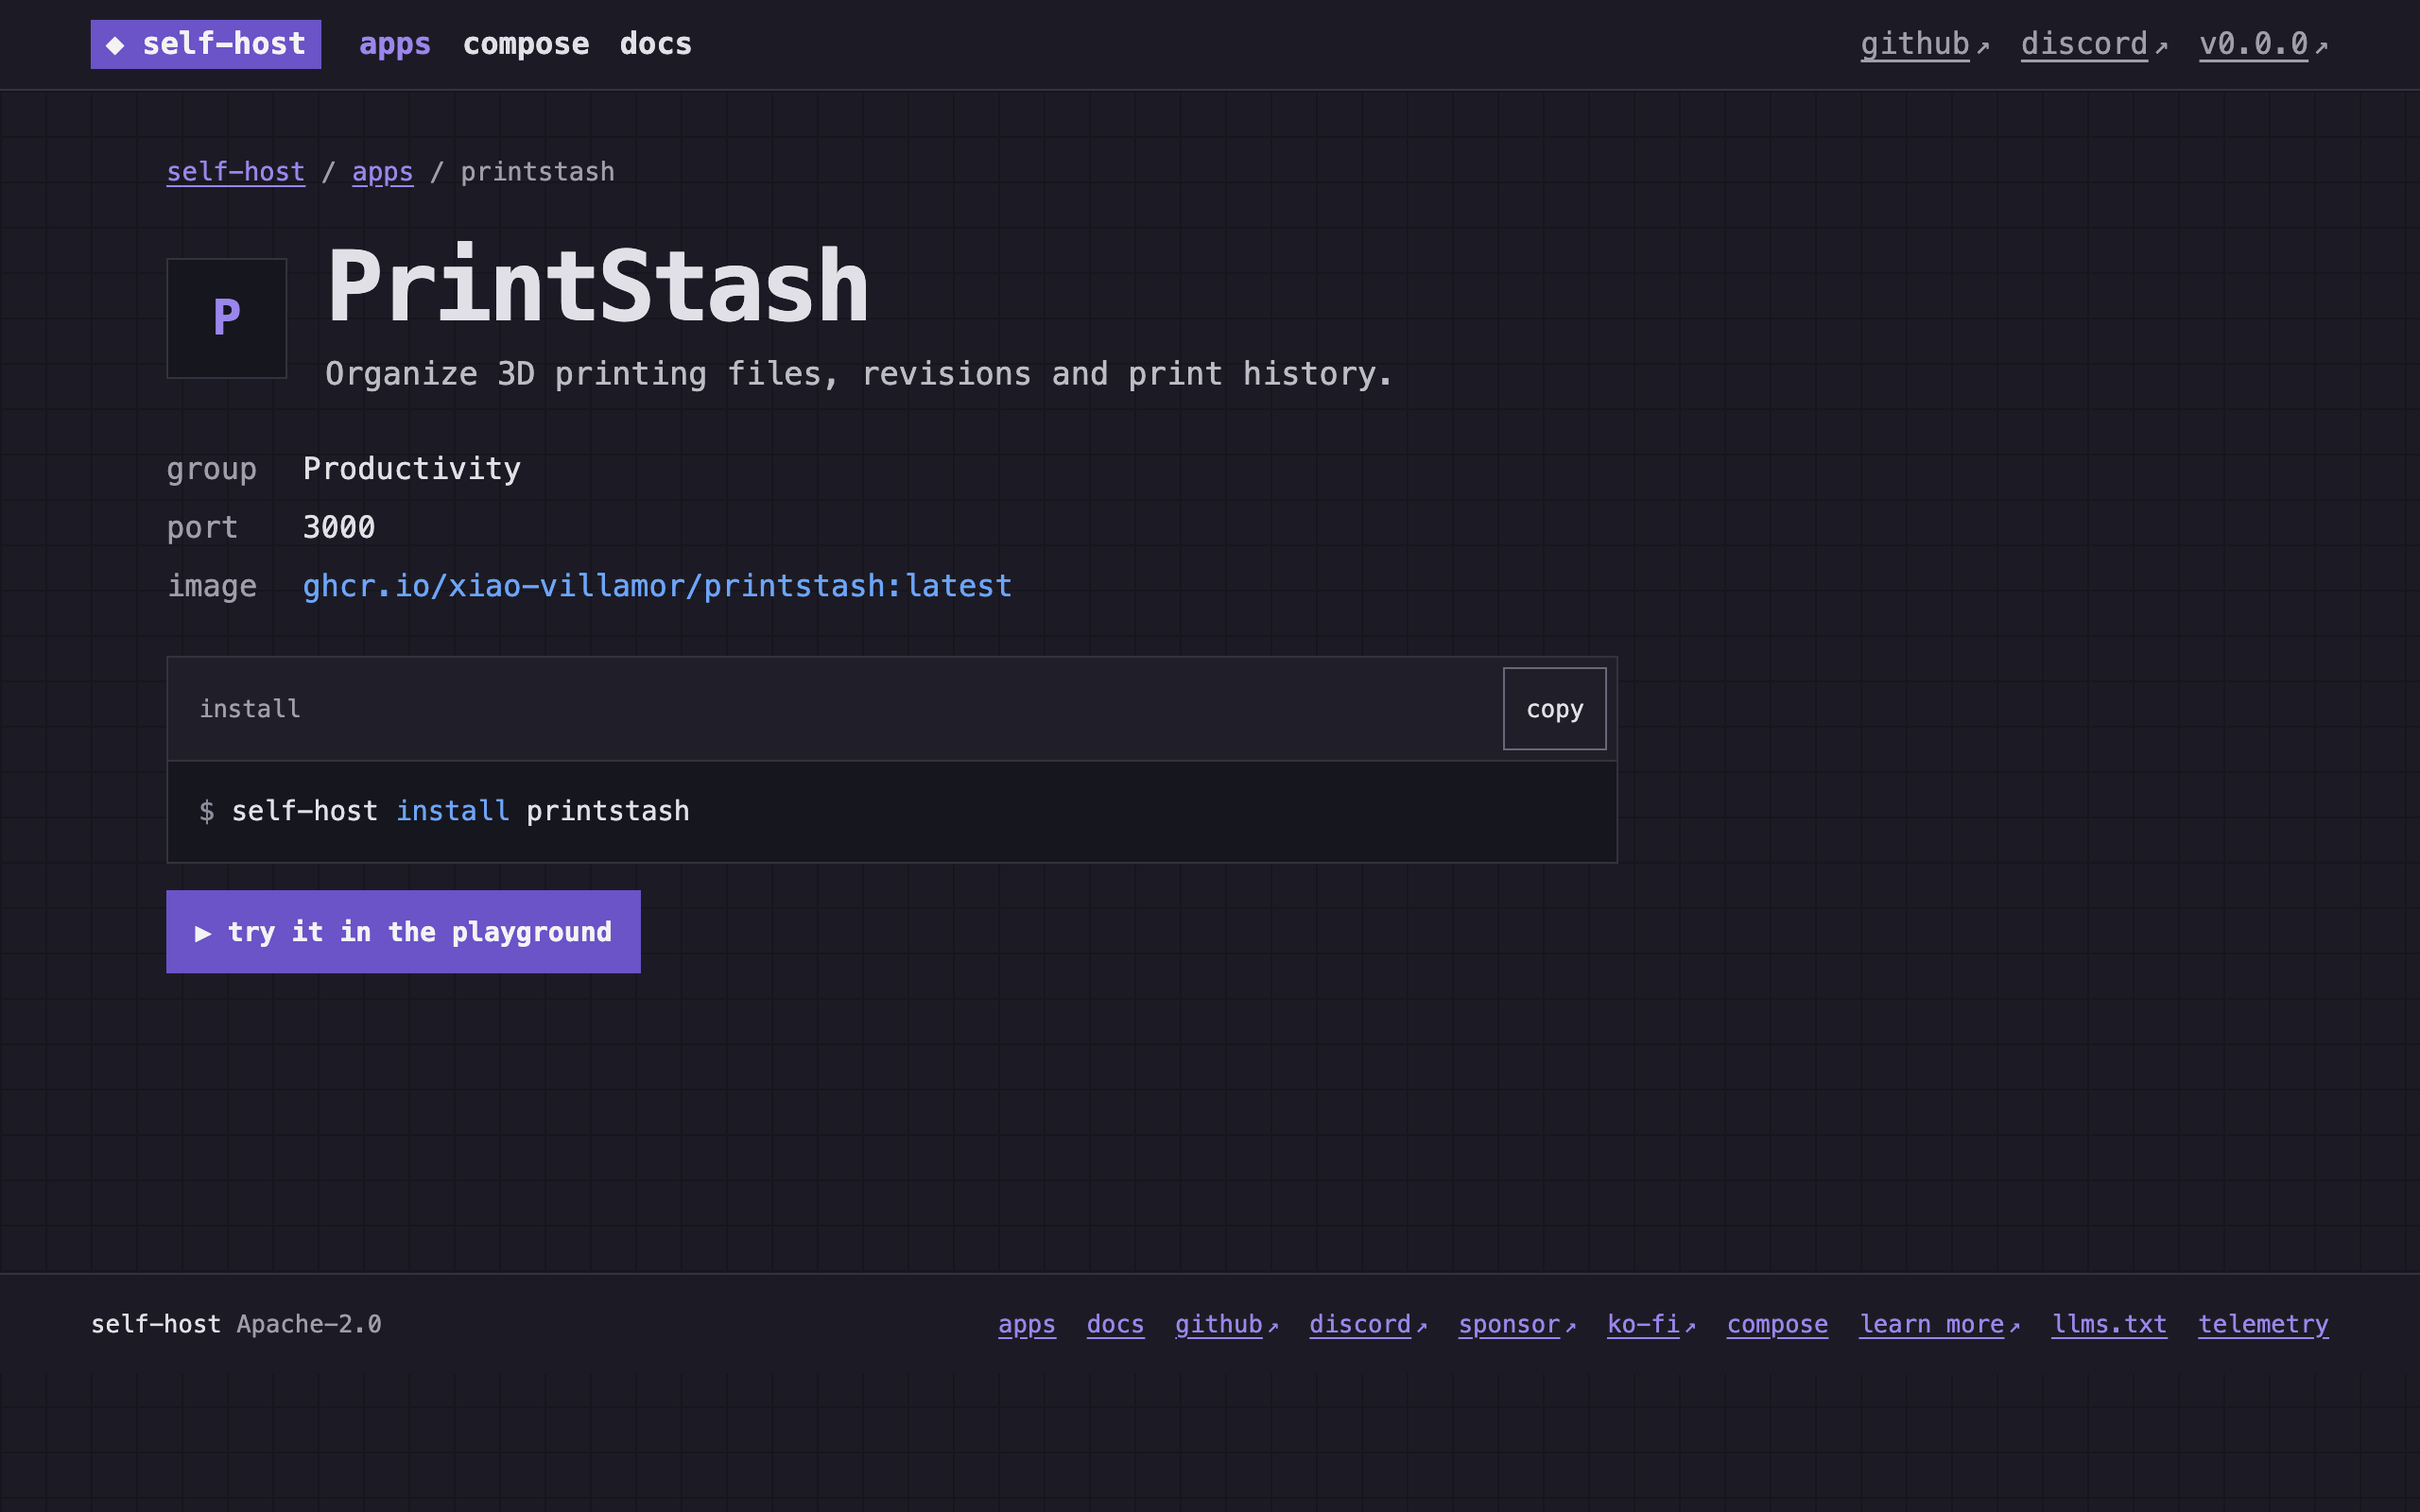 ◆ self-host apps compose docs github↗ discord↗ v0.0.0↗
self-host / apps / printstash
P
PrintStash
Organize 3D printing files, revisions and print history.
group Productivity
port 3000
image ghcr.io/xiao-villamor/printstash:latest
install copy
$ self-host install printstash
▶ try it in the playground
self-host Apache-2.0 apps docs github↗ discord↗ sponsor↗ ko-fi↗ compose learn more↗ llms.txt telemetry